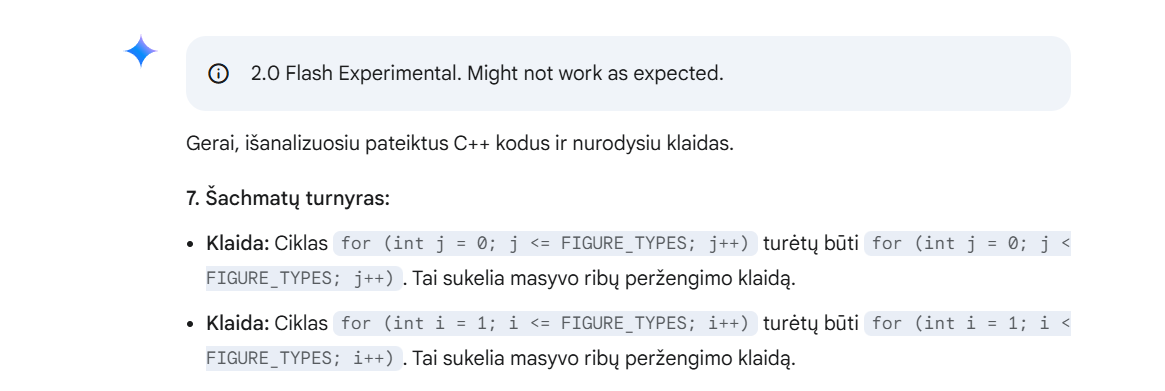 2.0 Flash Experimental. Might not work as expected.
Gerai, išanalizuosiu pateiktus C++ kodus ir nurodysiu klaidas.
7. Šachmatų turnyras:
• Klaida: Ciklas for (int j = 0; j <= FIGURE_TYPES; j++) turėtų būti for (int j = 0; j <
FIGURE_TYPES; j++) . Tai sukelia masyvo ribų peržengimo klaidą.
• Klaida: Ciklas for (int i = 1; i <= FIGURE_TYPES; i++) turėtų būti for (int i = 1; i <
FIGURE_TYPES; i++) . Tai sukelia masyvo ribų peržengimo klaidą.